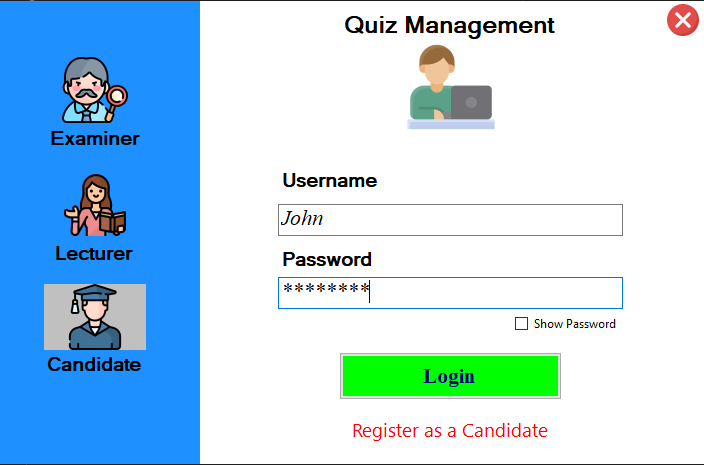 Quiz Management
Examiner
Lecturer
Candidate
Username
John
Password
********
Show Password
Login
Register as a Candidate